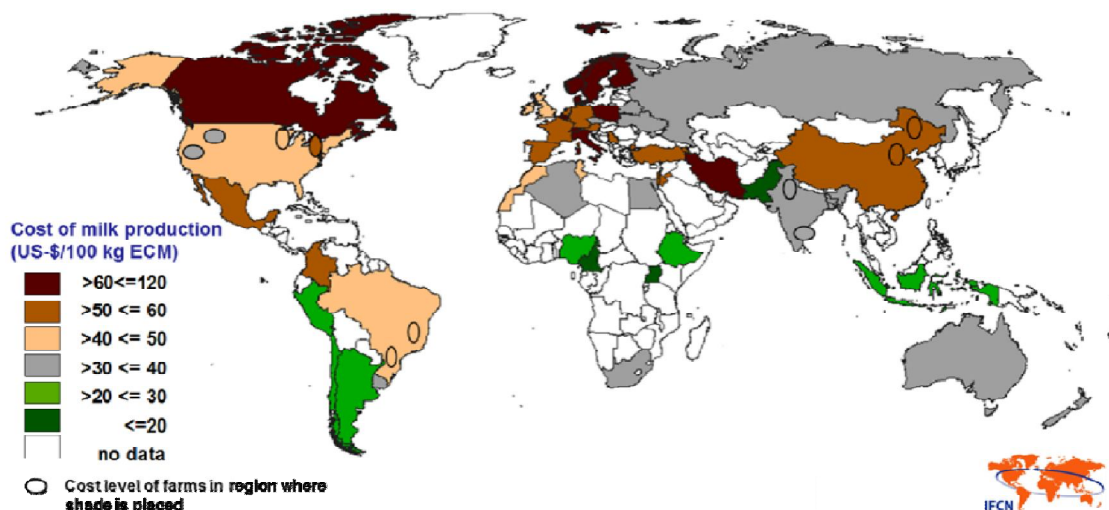 Cost of milk production
(US-$/100 kg ECM)
>60<=120
>50 <= 60
>40 <= 50
>30 <= 40
>20 <= 30
<=20
no data
Cost level of farms in region where
shade is placed
IFCN